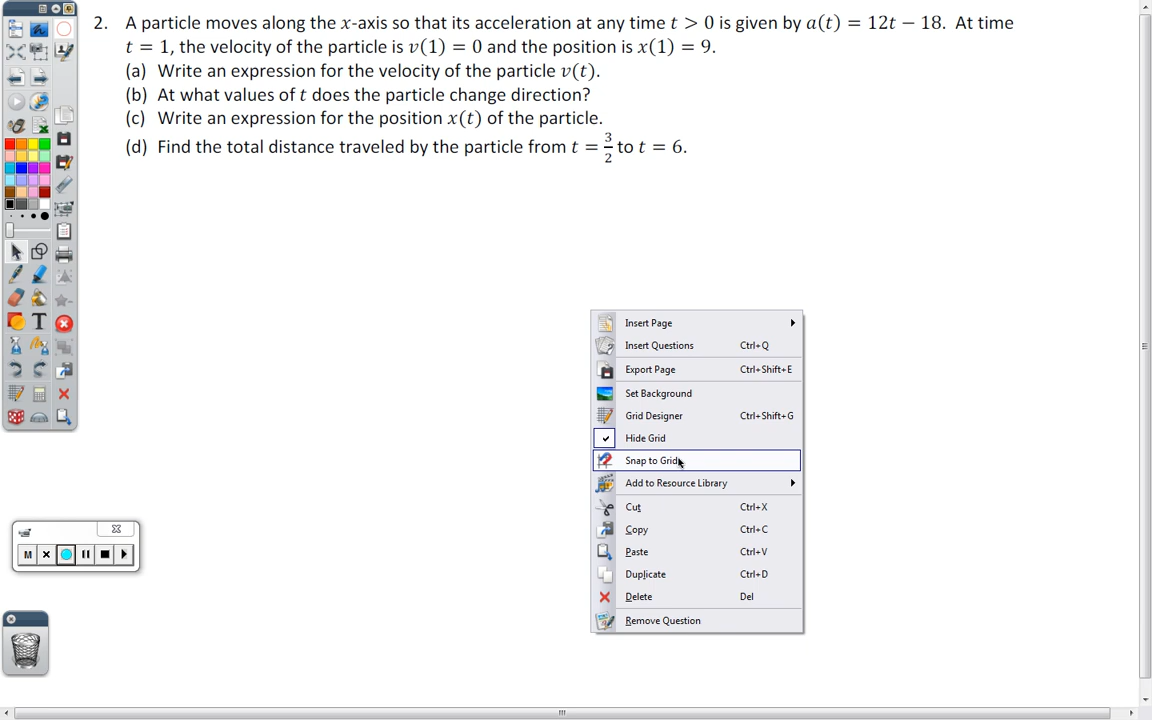 2. A particle moves along the x-axis so that its acceleration at any time t > 0 is given by a(t) = 12t − 18. At time
t = 1, the velocity of the particle is v(1) = 0 and the position is x(1) = 9.
(a) Write an expression for the velocity of the particle v(t).
(b) At what values of t does the particle change direction?
(c) Write an expression for the position x(t) of the particle.
(d) Find the total distance traveled by the particle from t = 3/2 to t = 6.
Insert Page
Insert Questions Ctrl+Q
Export Page Ctrl+Shift+E
Set Background
Grid Designer Ctrl+Shift+G
Hide Grid
Snap to Grid
Add to Resource Library
Cut Ctrl+X
Copy Ctrl+C
Paste Ctrl+V
Duplicate Ctrl+D
Delete Del
Remove Question
M